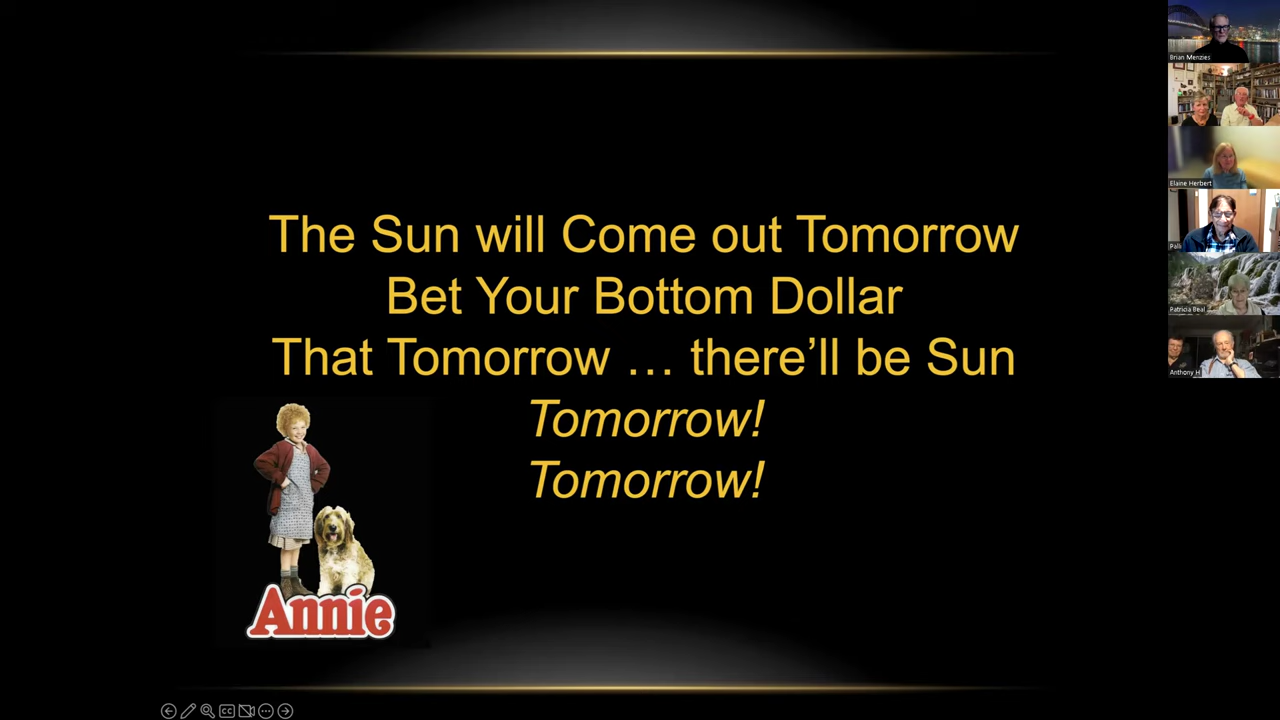 The Sun will Come out Tomorrow
Bet Your Bottom Dollar
That Tomorrow … there’ll be Sun
Tomorrow!
Tomorrow!
Annie
Brian Menzies
Elaine Herbert
Patricia Beal
Anthony H